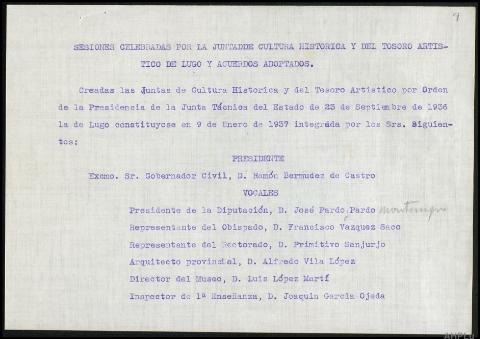 9
SESIONES CELEBRADAS POR LA JUNTADDE CULTURA HISTORICA Y DEL TOSORO ARTIS-
TICO DE LUGO Y ACUERDOS ADOPTADOS.
Creadas las Juntas de Cultura Historica y del Tesoro Artistico por Orden
de la Presidencia de la Junta Técnica del Estado de 23 de Septiembre de 1936
la de Lugo constituyose en 9 de Enero de 1937 integrada por los Srs. Siguien-
tos:
PRESIDENTE
Excmo. Sr. Gobernador Civil, D. Ramón Bermudez de Castro
VOCALES
Presidente de la Diputación, D. José Pardo Pardo montenegro
Representante del Obispado, D. Francisco Vazquez Saco
Representante del Rectorado, D. Primitivo Sanjurjo
Arquitecto provincial, D. Alfredo Vila López
Director del Museo, D. Luis López Martí
Inspector de 1ª Enseñanza, D. Joaquin Garcia Ojeda